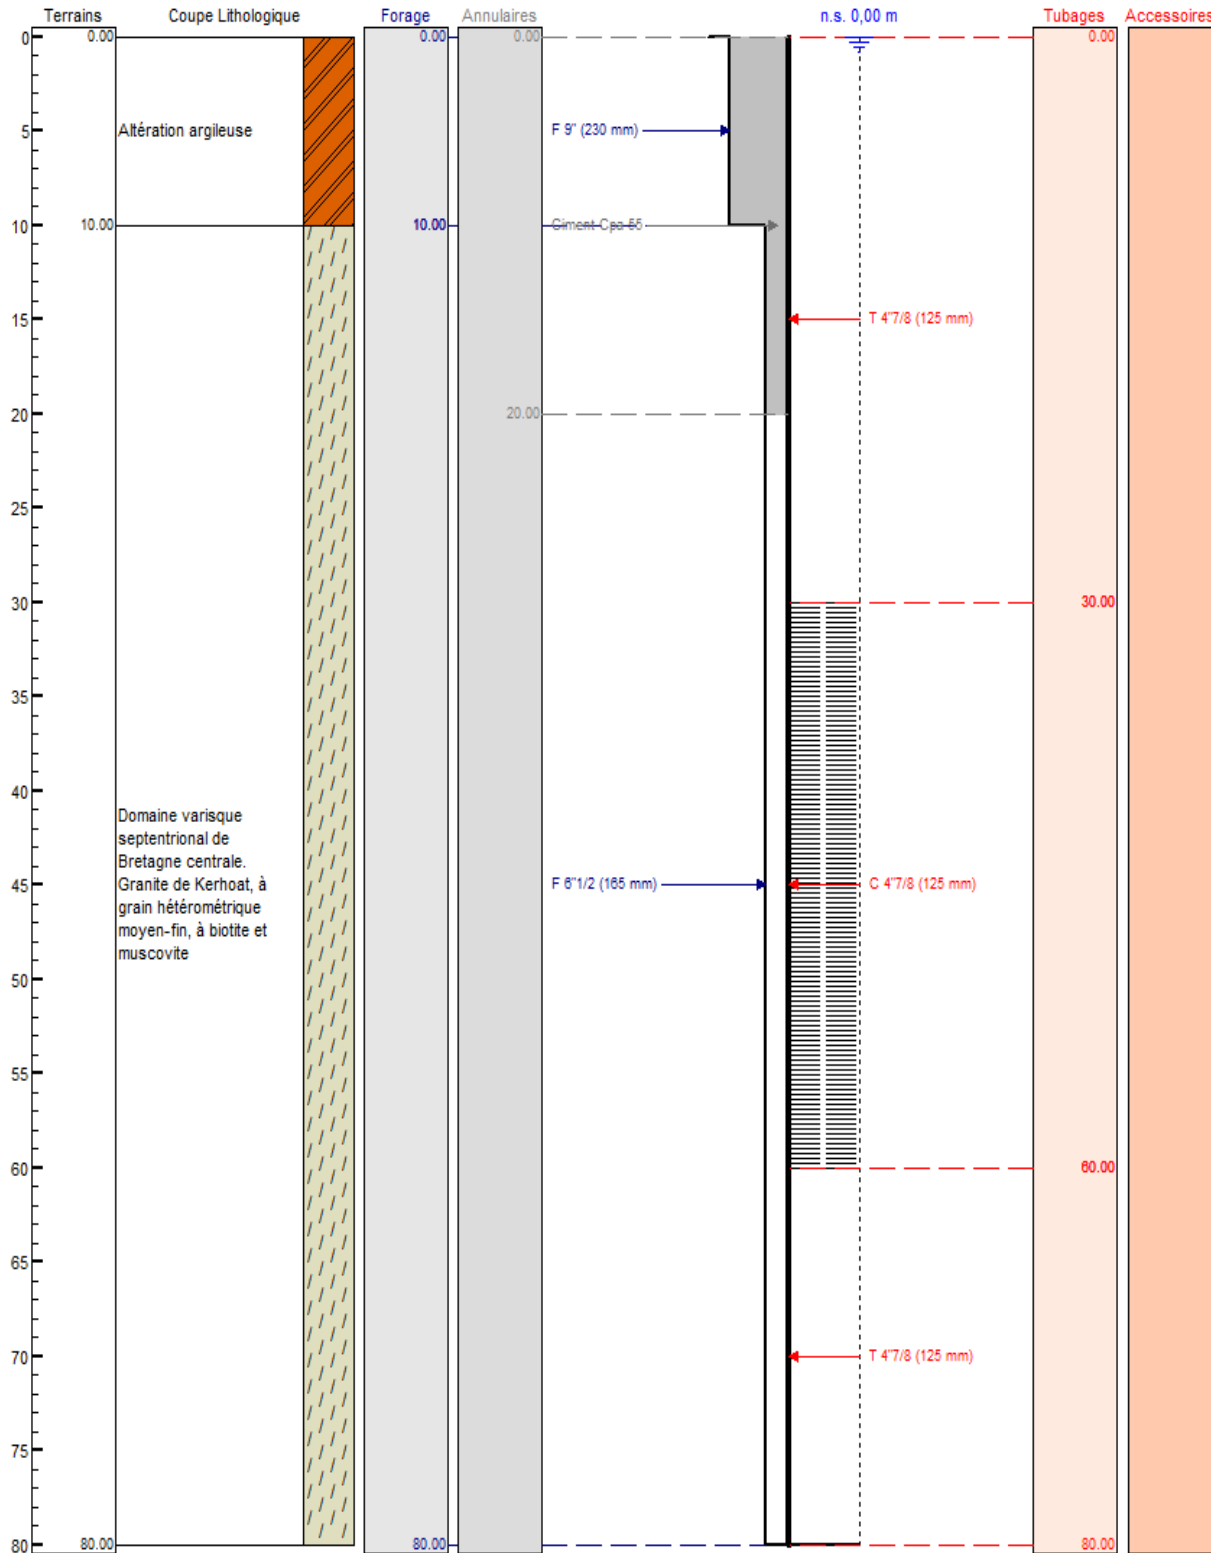 Terrains Coupe Lithologique Forage Annulaires n.s. 0,00 m Tubages Accessoires
0 0.00 0.00 0.00 0.00
5 Altération argileuse F 9" (230 mm)
10 10.00 10.00 Ciment Cpa 55
15 T 4"7/8 (125 mm)
20 20.00
25
30 30.00
35
40
Domaine varisque
septentrional de
Bretagne centrale.
45 Granite de Kerhoat, à F 6"1/2 (165 mm) C 4"7/8 (125 mm)
grain hétérométrique
moyen-fin, à biotite et
muscovite
50
55
60 60.00
65
70 T 4"7/8 (125 mm)
75
80 80.00 80.00 80.00